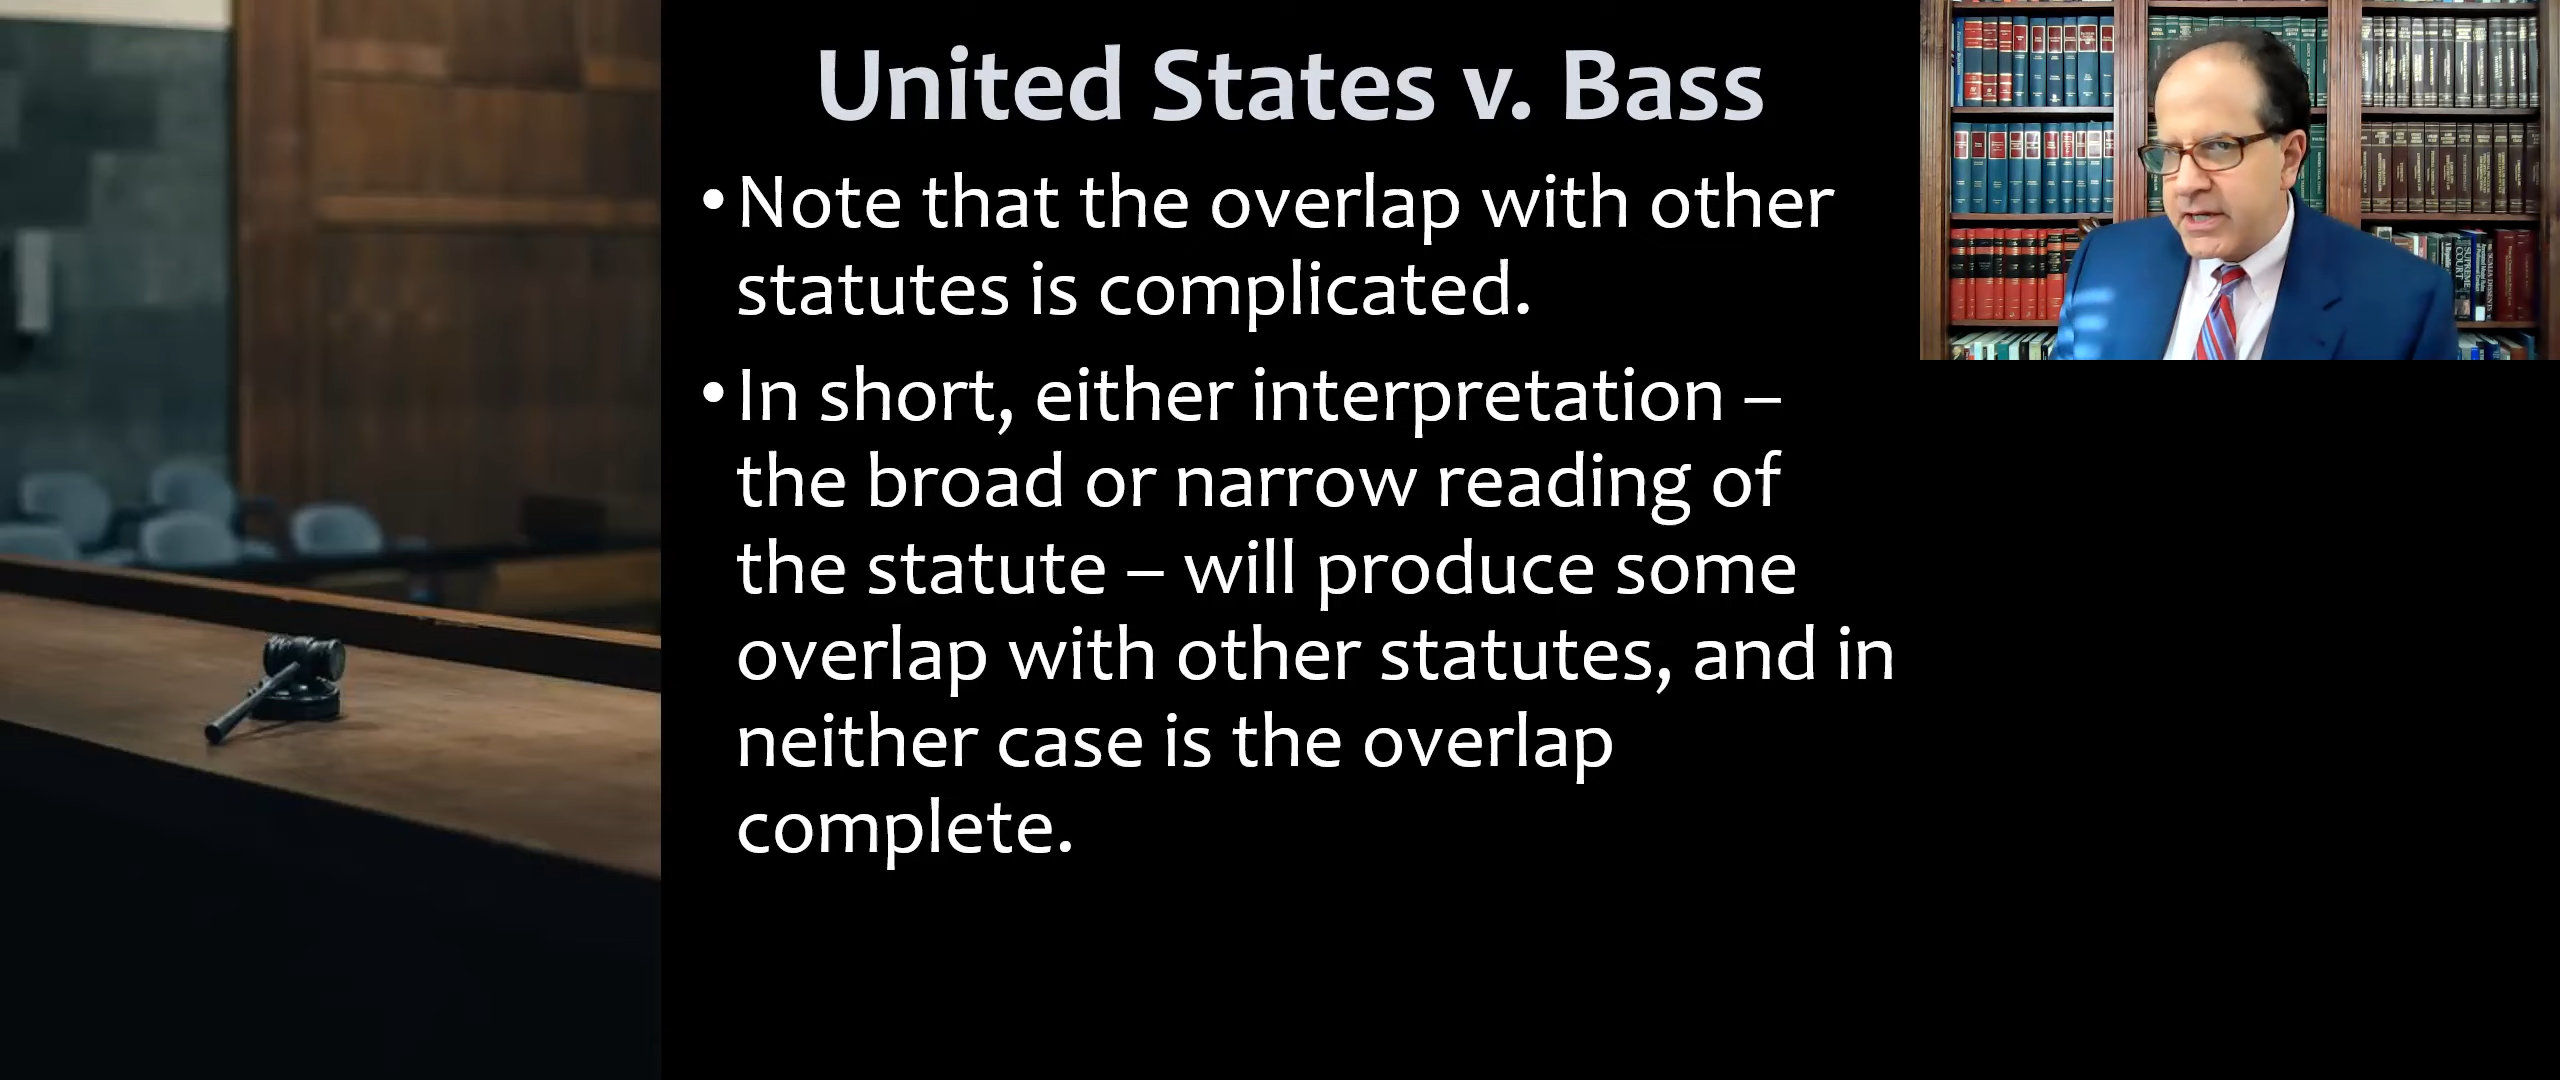 United States v. Bass
• Note that the overlap with other
statutes is complicated.
• In short, either interpretation –
the broad or narrow reading of
the statute – will produce some
overlap with other statutes, and in
neither case is the overlap
complete.
SUPREME
COURT